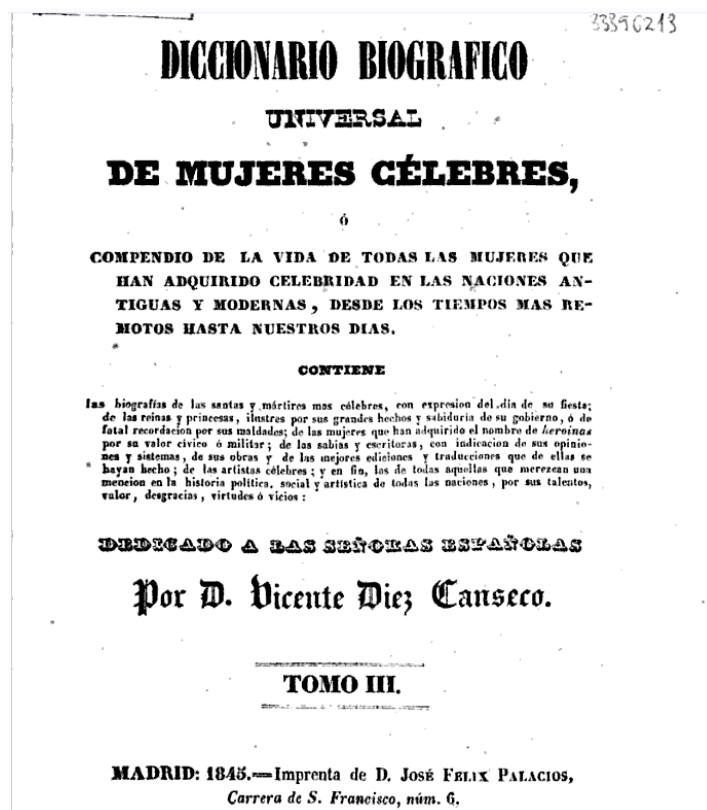 33896213
DICCIONARIO BIOGRAFICO
UNIVERSAL
DE MUJERES CÉLEBRES,
ó
COMPENDIO DE LA VIDA DE TODAS LAS MUJERES QUE
HAN ADQUIRIDO CELEBRIDAD EN LAS NACIONES AN-
TIGUAS Y MODERNAS, DESDE LOS TIEMPOS MAS RE-
MOTOS HASTA NUESTROS DIAS.
CONTIENE
las biografías de las santas y mártires mas célebres, con expresion del dia de su fiesta;
de las reinas y princesas, ilustres por sus grandes hechos y sabiduria de su gobierno, ó de
fatal recordacion por sus maldades; de las mujeres que han adquirido el nombre de heroinas
por su valor cívico ó militar; de las sabias y escritoras, con indicacion de sus opinio-
nes y sistemas, de sus obras y de las mejores ediciones y traducciones que de ellas se
hayan hecho; de las artistas célebres; y en fin, las de todas aquellas que merezcan una
mencion en la historia política, social y artística de todas las naciones, por sus talentos,
valor, desgracias, virtudes ó vicios:
DEDICADO A LAS SEÑORAS ESPAÑOLAS
Por D. Vicente Diez Canseco.
TOMO III.
MADRID: 1845.—Imprenta de D. José Felix Palacios,
Carrera de S. Francisco, núm. 6.